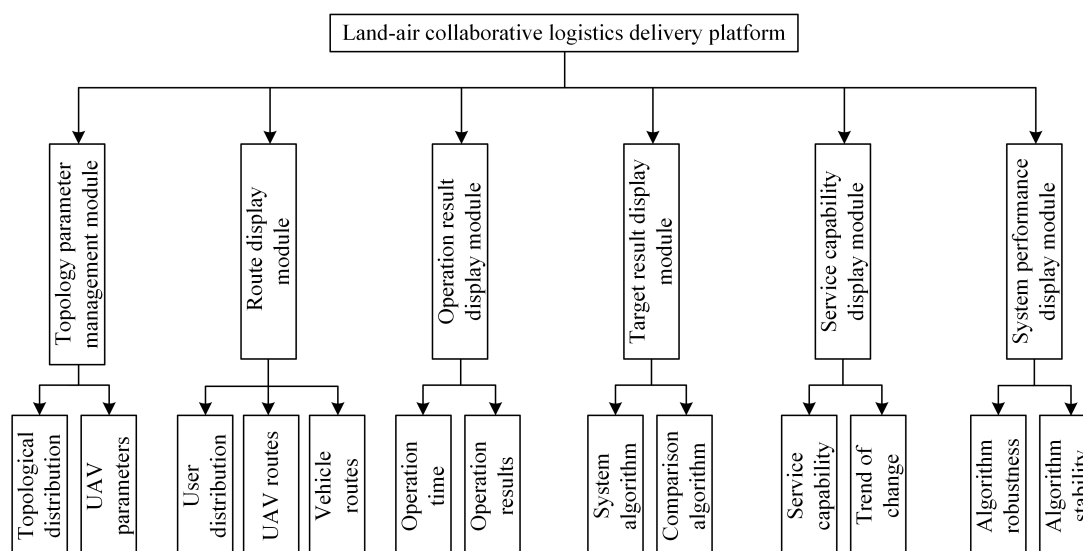 Land-air collaborative logistics delivery platform
Topology parameter
management module
Route display
module
Operation result
display module
Target result display
module
Service capability
display module
System performance
display module
Topological
distribution
UAV
parameters
User
distribution
UAV routes
Vehicle
routes
Operation
time
Operation
results
System
algorithm
Comparison
algorithm
Service
capability
Trend of
change
Algorithm
robustness
Algorithm
stability